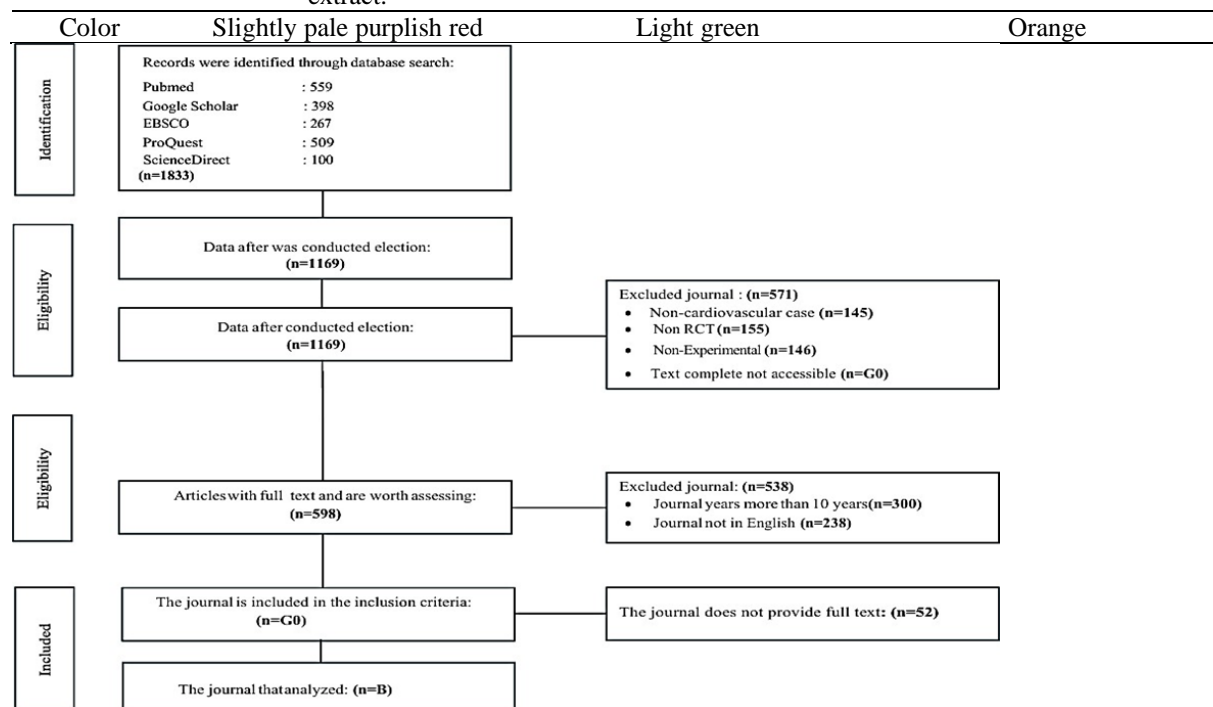 extract.
Color Slightly pale purplish red Light green Orange
Identification
Records were identified through database search:
Pubmed : 559
Google Scholar : 398
EBSCO : 267
ProQuest : 509
ScienceDirect : 100
(n=1833)
Eligibility
Data after was conducted election:
(n=1169)
Data after conducted election:
(n=1169)
Excluded journal : (n=571)
• Non-cardiovascular case (n=145)
• Non RCT (n=155)
• Non-Experimental (n=146)
• Text complete not accessible (n=G0)
Eligibility
Articles with full text and are worth assessing:
(n=598)
Excluded journal: (n=538)
• Journal years more than 10 years(n=300)
• Journal not in English (n=238)
Included
The journal is included in the inclusion criteria:
(n=G0)
The journal does not provide full text: (n=52)
The journal that analyzed: (n=B)